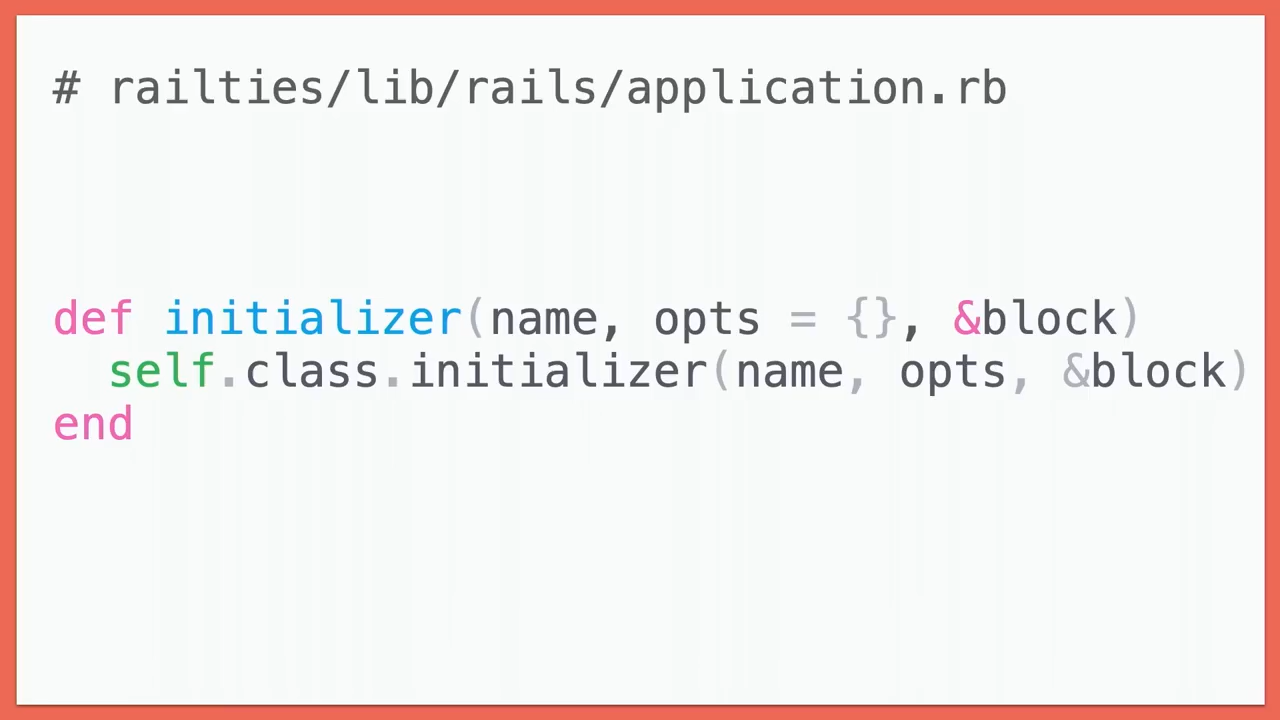 # railties/lib/rails/application.rb
def initializer(name, opts = {}, &block)
  self.class.initializer(name, opts, &block)
end